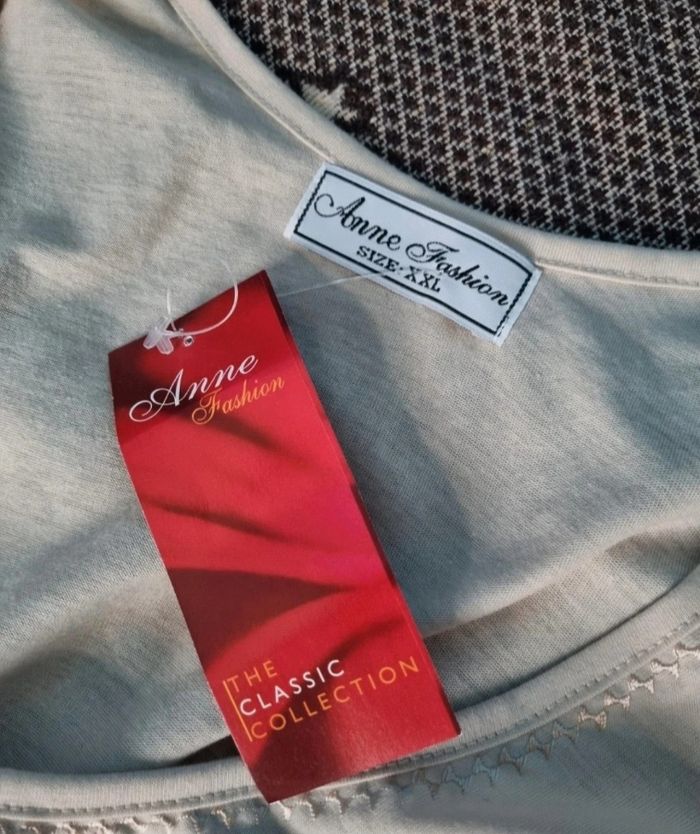 Anne Fashion
SIZE: XXL
Anne
Fashion
THE
CLASSIC
COLLECTION